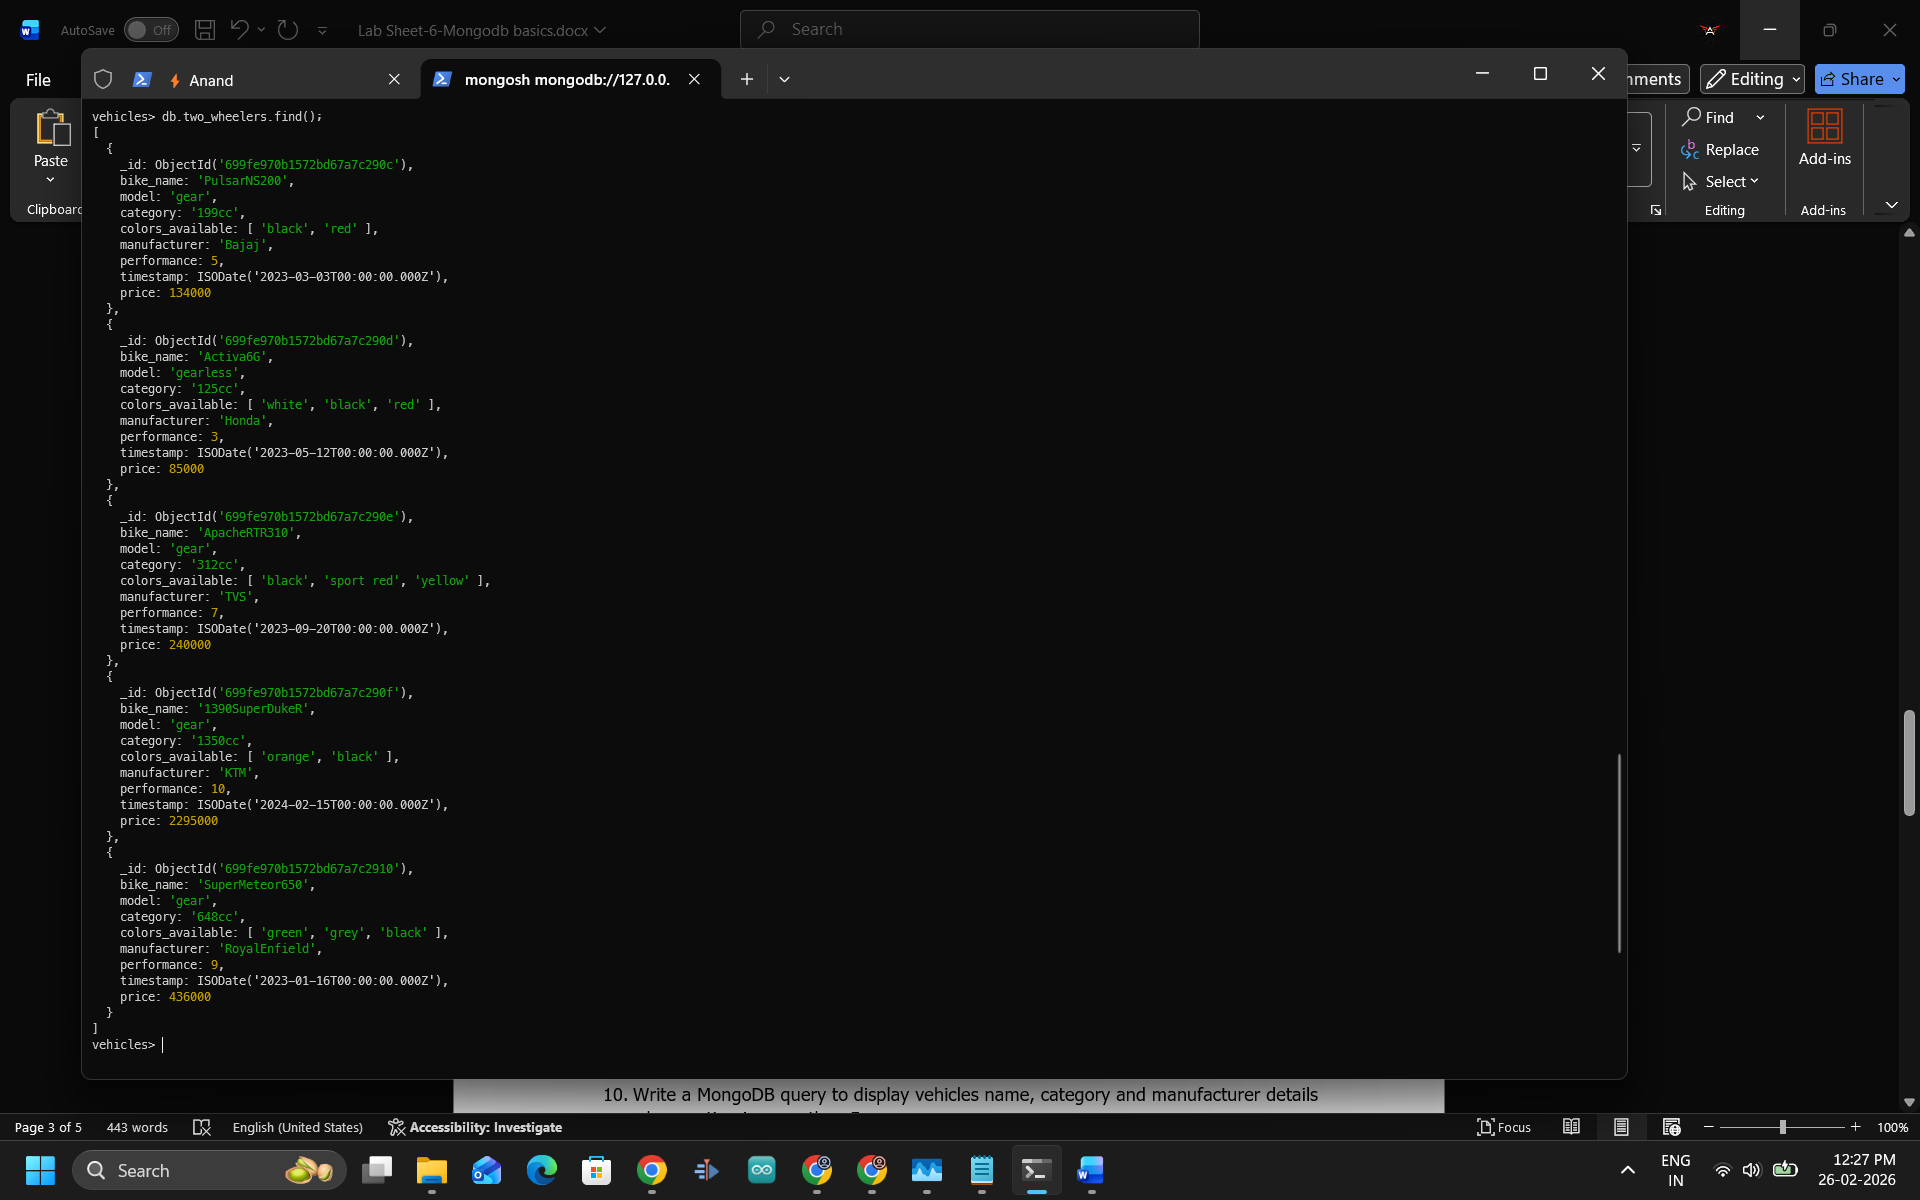 AutoSave Off Lab Sheet-6-Mongodb basics.docx Search
File Anand mongosh mongodb://127.0.0. Editing Share
vehicles> db.two_wheelers.find();
[
  {
    _id: ObjectId('699fe970b1572bd67a7c290c'),
    bike_name: 'PulsarNS200',
    model: 'gear',
    category: '199cc',
    colors_available: [ 'black', 'red' ],
    manufacturer: 'Bajaj',
    performance: 5,
    timestamp: ISODate('2023-03-03T00:00:00.000Z'),
    price: 134000
  },
  {
    _id: ObjectId('699fe970b1572bd67a7c290d'),
    bike_name: 'Activa6G',
    model: 'gearless',
    category: '125cc',
    colors_available: [ 'white', 'black', 'red' ],
    manufacturer: 'Honda',
    performance: 3,
    timestamp: ISODate('2023-05-12T00:00:00.000Z'),
    price: 85000
  },
  {
    _id: ObjectId('699fe970b1572bd67a7c290e'),
    bike_name: 'ApacheRTR310',
    model: 'gear',
    category: '312cc',
    colors_available: [ 'black', 'sport red', 'yellow' ],
    manufacturer: 'TVS',
    performance: 7,
    timestamp: ISODate('2023-09-20T00:00:00.000Z'),
    price: 240000
  },
  {
    _id: ObjectId('699fe970b1572bd67a7c290f'),
    bike_name: '1390SuperDukeR',
    model: 'gear',
    category: '1350cc',
    colors_available: [ 'orange', 'black' ],
    manufacturer: 'KTM',
    performance: 10,
    timestamp: ISODate('2024-02-15T00:00:00.000Z'),
    price: 2295000
  },
  {
    _id: ObjectId('699fe970b1572bd67a7c2910'),
    bike_name: 'SuperMeteor650',
    model: 'gear',
    category: '648cc',
    colors_available: [ 'green', 'grey', 'black' ],
    manufacturer: 'RoyalEnfield',
    performance: 9,
    timestamp: ISODate('2023-01-16T00:00:00.000Z'),
    price: 436000
  }
]
vehicles>
Paste
Clipboard
Find
Replace
Select
Editing
Add-ins
Add-ins
10. Write a MongoDB query to display vehicles name, category and manufacturer details
Page 3 of 5 443 words English (United States) Accessibility: Investigate Focus 100%
Search
ENG
IN
12:27 PM
26-02-2026